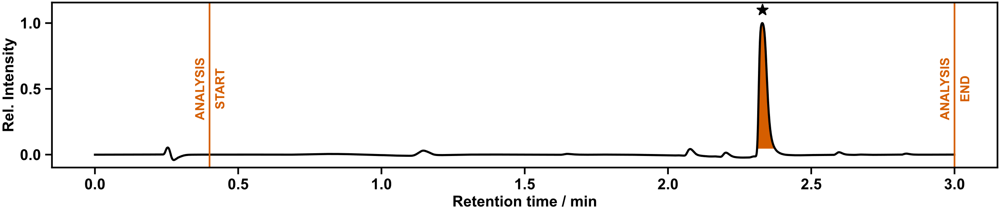 1.0
0.5
0.0
Rel. Intensity
ANALYSIS
START
ANALYSIS
END
0.0
0.5
1.0
1.5
2.0
2.5
3.0
Retention time / min